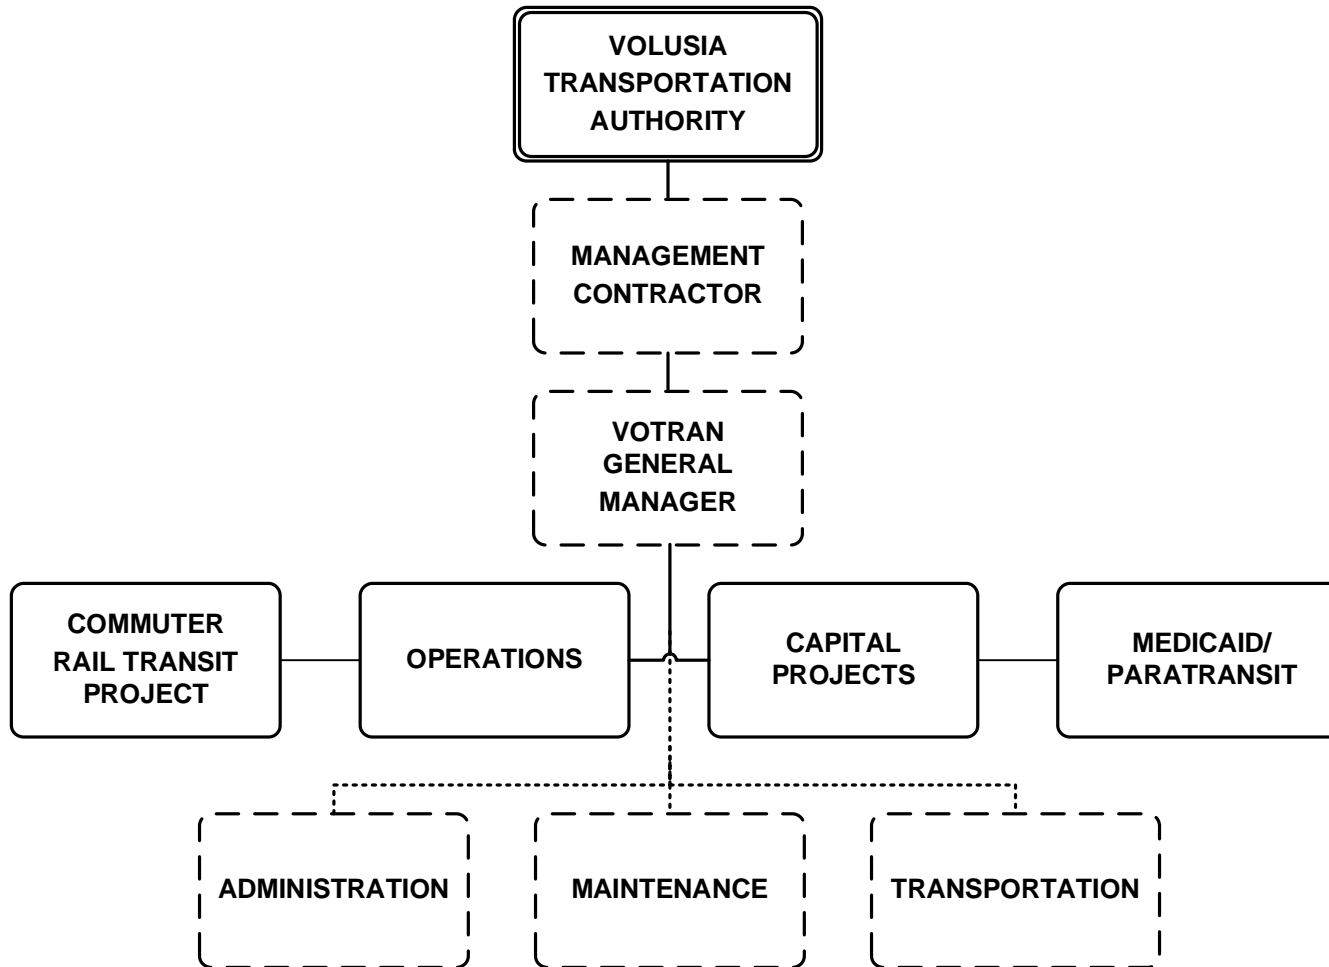 VOLUSIA
TRANSPORTATION
AUTHORITY
MANAGEMENT
CONTRACTOR
VOTRAN
GENERAL
MANAGER
COMMUTER
RAIL TRANSIT
PROJECT
OPERATIONS
CAPITAL
PROJECTS
MEDICAID/
PARATRANSIT
ADMINISTRATION
MAINTENANCE
TRANSPORTATION